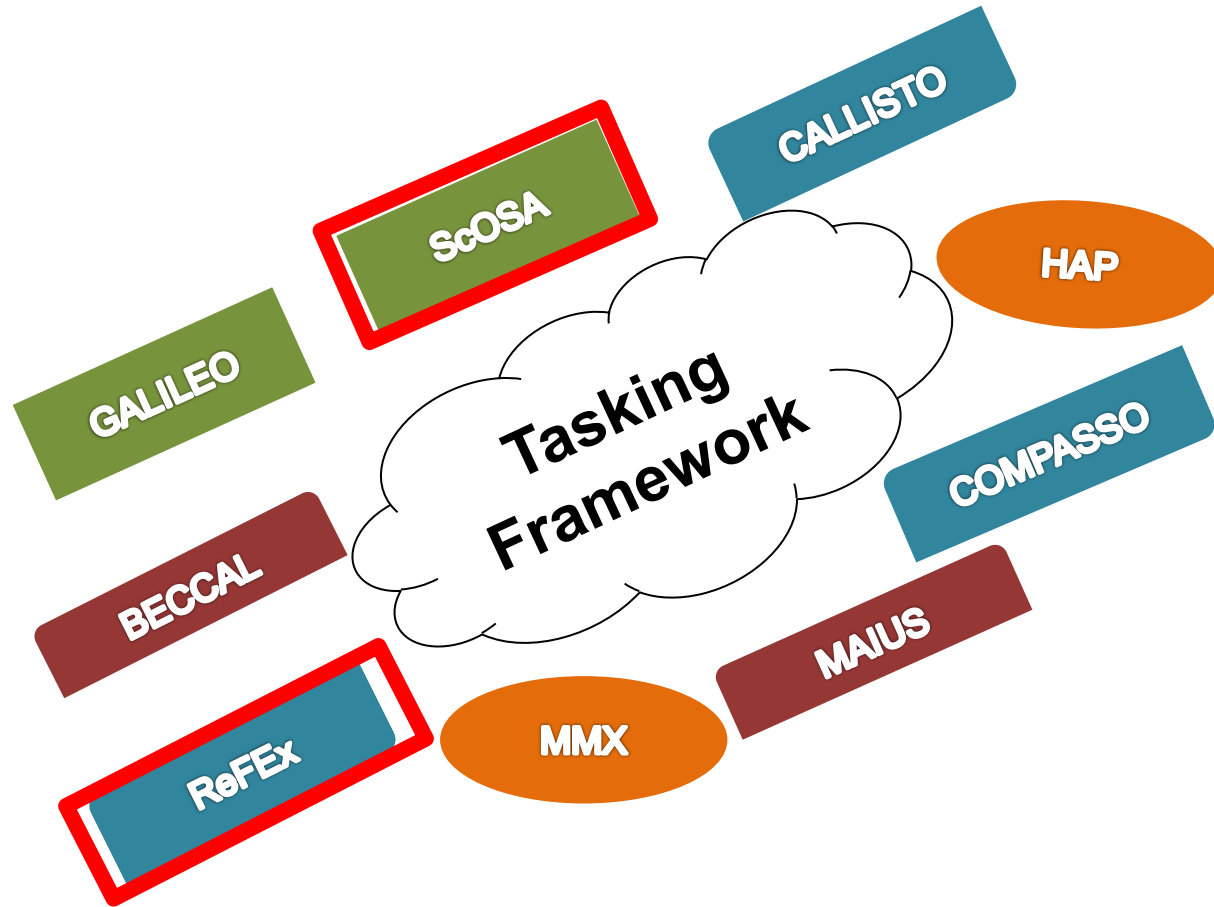 CALLISTO
ScOSA
HAP
GALILEO
Tasking
Framework
COMPASSO
BECCAL
MAIUS
ReFEx
MMX